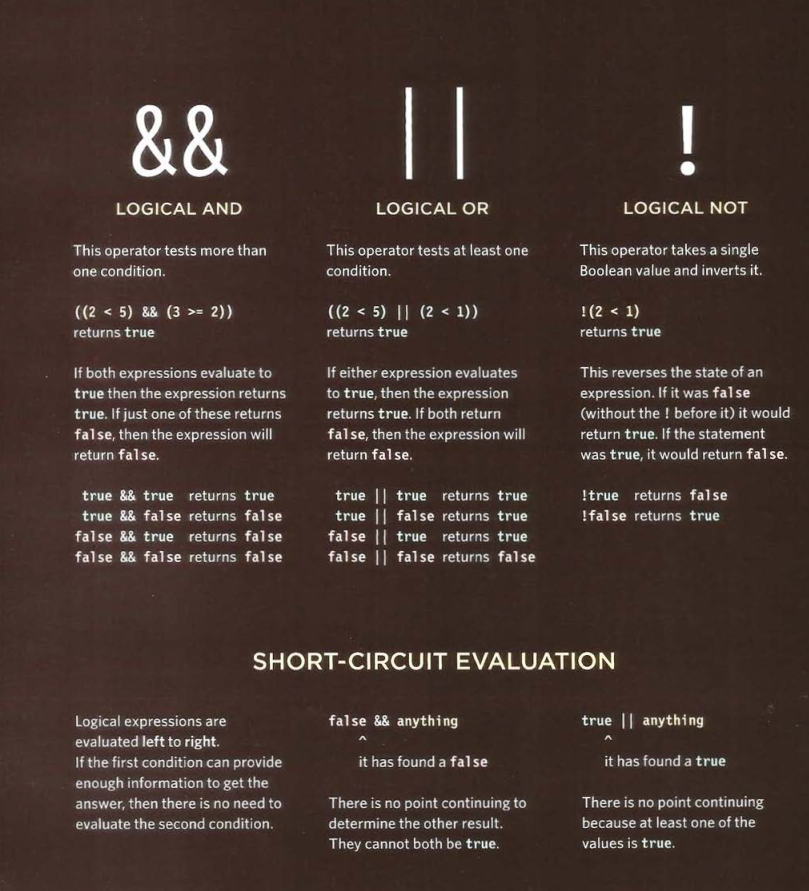 &&
LOGICAL AND
This operator tests more than
one condition.
((2 < 5) && (3 >= 2))
returns true
If both expressions evaluate to
true then the expression returns
true. If just one of these returns
false, then the expression will
return false.
true && true returns true
true && false returns false
false && true returns false
false && false returns false
||
LOGICAL OR
This operator tests at least one
condition.
((2 < 5) || (2 < 1))
returns true
If either expression evaluates
to true, then the expression
returns true. If both return
false, then the expression will
return false.
true || true returns true
true || false returns true
false || true returns true
false || false returns false
!
LOGICAL NOT
This operator takes a single
Boolean value and inverts it.
!(2 < 1)
returns true
This reverses the state of an
expression. If it was false
(without the ! before it) it would
return true. If the statement
was true, it would return false.
!true returns false
!false returns true
SHORT-CIRCUIT EVALUATION
Logical expressions are
evaluated left to right.
If the first condition can provide
enough information to get the
answer, then there is no need to
evaluate the second condition.
false && anything
^
it has found a false
There is no point continuing to
determine the other result.
They cannot both be true.
true || anything
^
it has found a true
There is no point continuing
because at least one of the
values is true.